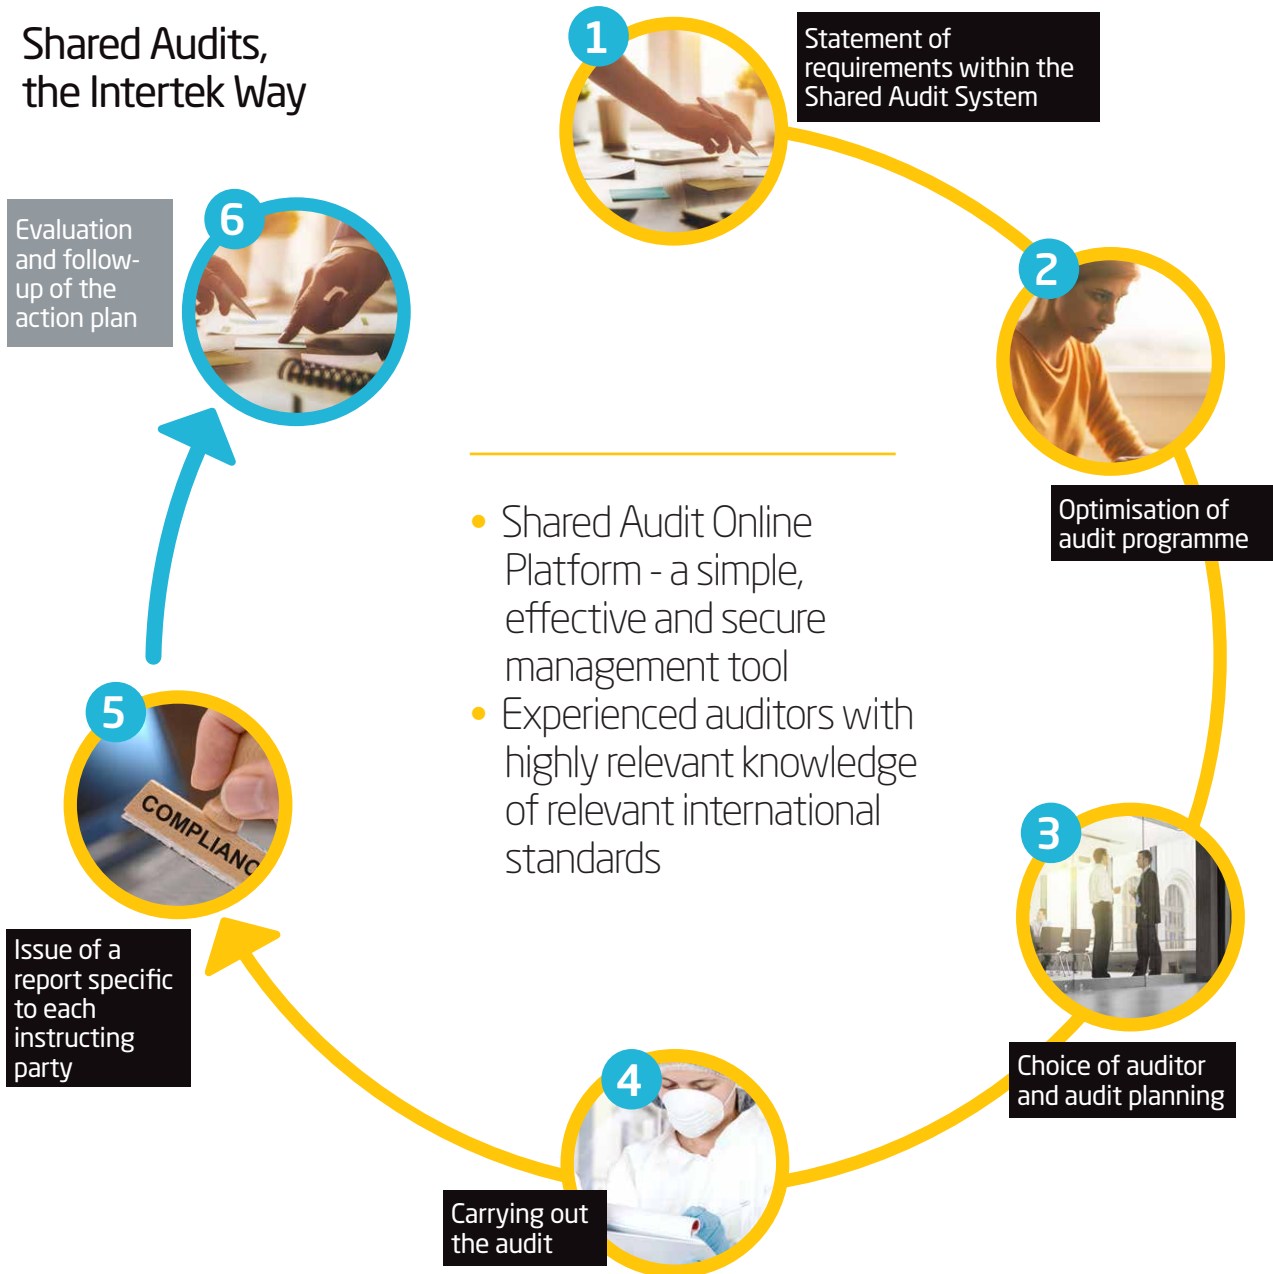 Shared Audits,
the Intertek Way
1
Statement of
requirements within the
Shared Audit System
2
Optimisation of
audit programme
3
Choice of auditor
and audit planning
4
Carrying out
the audit
5
COMPLIANC
Issue of a
report specific
to each
instructing
party
6
Evaluation
and follow-
up of the
action plan
• Shared Audit Online
Platform - a simple,
effective and secure
management tool
• Experienced auditors with
highly relevant knowledge
of relevant international
standards